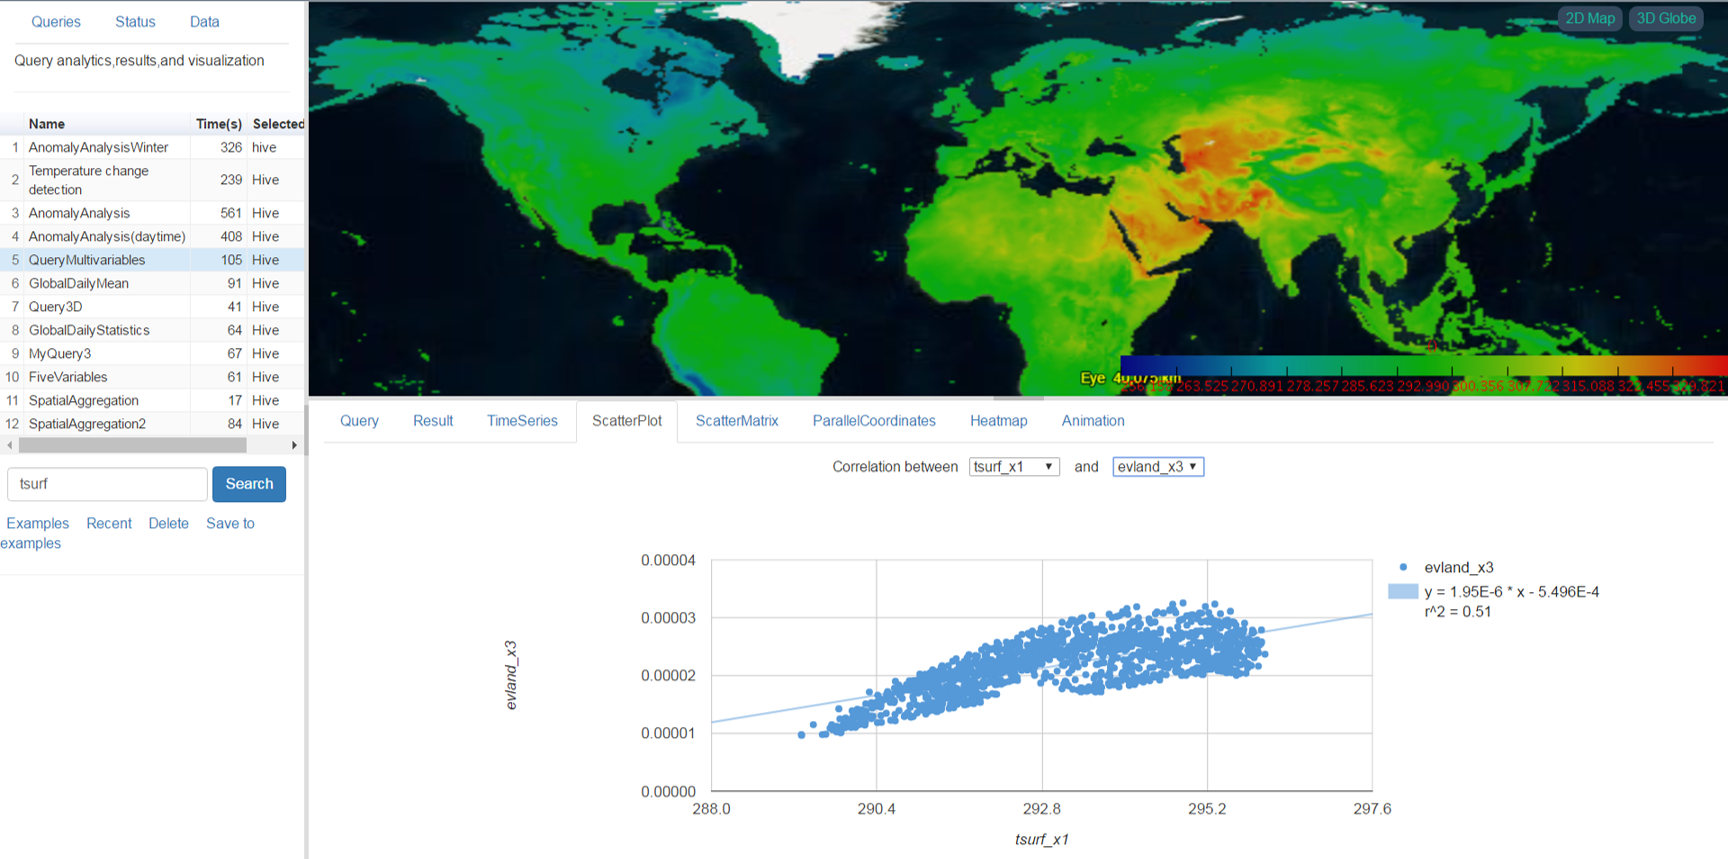 Queries Status Data
Query analytics,results,and visualization
Name Time(s) Selected
1 AnomalyAnalysisWinter 326 hive
2 Temperature change detection 239 Hive
3 AnomalyAnalysis 561 Hive
4 AnomalyAnalysis(daytime) 408 Hive
5 QueryMultivariables 105 Hive
6 GlobalDailyMean 91 Hive
7 Query3D 41 Hive
8 GlobalDailyStatistics 64 Hive
9 MyQuery3 67 Hive
10 FiveVariables 61 Hive
11 SpatialAggregation 17 Hive
12 SpatialAggregation2 84 Hive
tsurf Search
Examples Recent Delete Save to
examples
2D Map 3D Globe
Eye 40,075 km
263.525 270.891 278.257 285.623 292.990 300.356 307.722 315.088
Query Result TimeSeries ScatterPlot ScatterMatrix ParallelCoordinates Heatmap Animation
Correlation between tsurf_x1 and evland_x3
evland_x3
0.00004
0.00003
0.00002
0.00001
0.00000
288.0 290.4 292.8 295.2 297.6
tsurf_x1
evland_x3
y = 1.95E-6 * x - 5.496E-4
r^2 = 0.51